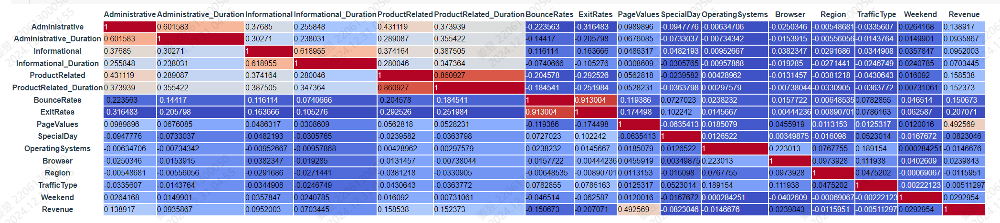 Administrative Administrative_Duration Informational Informational_Duration ProductRelated ProductRelated_Duration BounceRates ExitRates PageValues SpecialDay OperatingSystems Browser Region TrafficType Weekend Revenue
Administrative 1 0.601583 0.37685 0.255848 0.431119 0.373939 -0.223563 -0.316483 0.0989896 -0.0947776 -0.00634706 -0.0250346 -0.00548681 -0.0335607 0.0264168 0.138917
Administrative_Duration 0.601583 1 0.30271 0.238031 0.289087 0.355422 -0.14417 -0.205798 0.0676085 -0.0733037 -0.00734342 -0.0153915 -0.00556056 -0.0143764 0.0149901 0.0935867
Informational 0.37685 0.30271 1 0.618955 0.374164 0.387505 -0.116114 -0.163666 0.0486317 -0.0482193 -0.00952667 -0.0382347 -0.0291686 -0.0344908 0.0357847 0.0952003
Informational_Duration 0.255848 0.238031 0.618955 1 0.280046 0.347364 -0.0740666 -0.105276 0.0308609 -0.0305765 -0.00957868 -0.019285 -0.0271441 -0.0246749 0.0240785 0.0703445
ProductRelated 0.431119 0.289087 0.374164 0.280046 1 0.860927 -0.204578 -0.292526 0.0562818 -0.0239582 0.00428962 -0.0131457 -0.0381218 -0.0430643 0.016092 0.158538
ProductRelated_Duration 0.373939 0.355422 0.387505 0.347364 0.860927 1 -0.184541 -0.251984 0.0528231 -0.0363798 0.00297579 -0.00738044 -0.0330905 -0.0363772 0.00731061 0.152373
BounceRates -0.223563 -0.14417 -0.116114 -0.0740666 -0.204578 -0.184541 1 0.913004 -0.119386 0.0727023 0.0238232 -0.0157722 -0.00648535 0.0782855 -0.046514 -0.150673
ExitRates -0.316483 -0.205798 -0.163666 -0.105276 -0.292526 -0.251984 0.913004 1 -0.174498 0.102242 0.0145667 -0.00444236 -0.00890701 0.0786163 -0.062587 -0.207071
PageValues 0.0989896 0.0676085 0.0486317 0.0308609 0.0562818 0.0528231 -0.119386 -0.174498 1 -0.0635413 0.0185079 0.0455919 0.0113153 0.0125317 0.0120016 0.492569
SpecialDay -0.0947776 -0.0733037 -0.0482193 -0.0305765 -0.0239582 -0.0363798 0.0727023 0.102242 -0.0635413 1 0.0126522 0.00349875 -0.016098 0.0523014 -0.0167672 -0.0823046
OperatingSystems -0.00634706 -0.00734342 -0.00952667 -0.00957868 0.00428962 0.00297579 0.0238232 0.0145667 0.0185079 0.0126522 1 0.223013 0.0767755 0.189154 0.000284251 -0.0146676
Browser -0.0250346 -0.0153915 -0.0382347 -0.019285 -0.0131457 -0.00738044 -0.0157722 -0.00444236 0.0455919 0.00349875 0.223013 1 0.0973928 0.111938 -0.0402609 0.0239843
Region -0.00548681 -0.00556056 -0.0291686 -0.0271441 -0.0381218 -0.0330905 -0.00648535 -0.00890701 0.0113153 -0.016098 0.0767755 0.0973928 1 0.0475202 -0.00069067 -0.0115951
TrafficType -0.0335607 -0.0143764 -0.0344908 -0.0246749 -0.0430643 -0.0363772 0.0782855 0.0786163 0.0125317 0.0523014 0.189154 0.111938 0.0475202 1 -0.00222123 -0.00511297
Weekend 0.0264168 0.0149901 0.0357847 0.0240785 0.016092 0.00731061 -0.046514 -0.062587 0.0120016 -0.0167672 0.000284251 -0.0402609 -0.00069067 -0.00222123 1 0.0292954
Revenue 0.138917 0.0935867 0.0952003 0.0703445 0.158538 0.152373 -0.150673 -0.207071 0.492569 -0.0823046 -0.0146676 0.0239843 -0.0115951 -0.00511297 0.0292954 1
姜昱 220613000050
2024.12.31 04:55